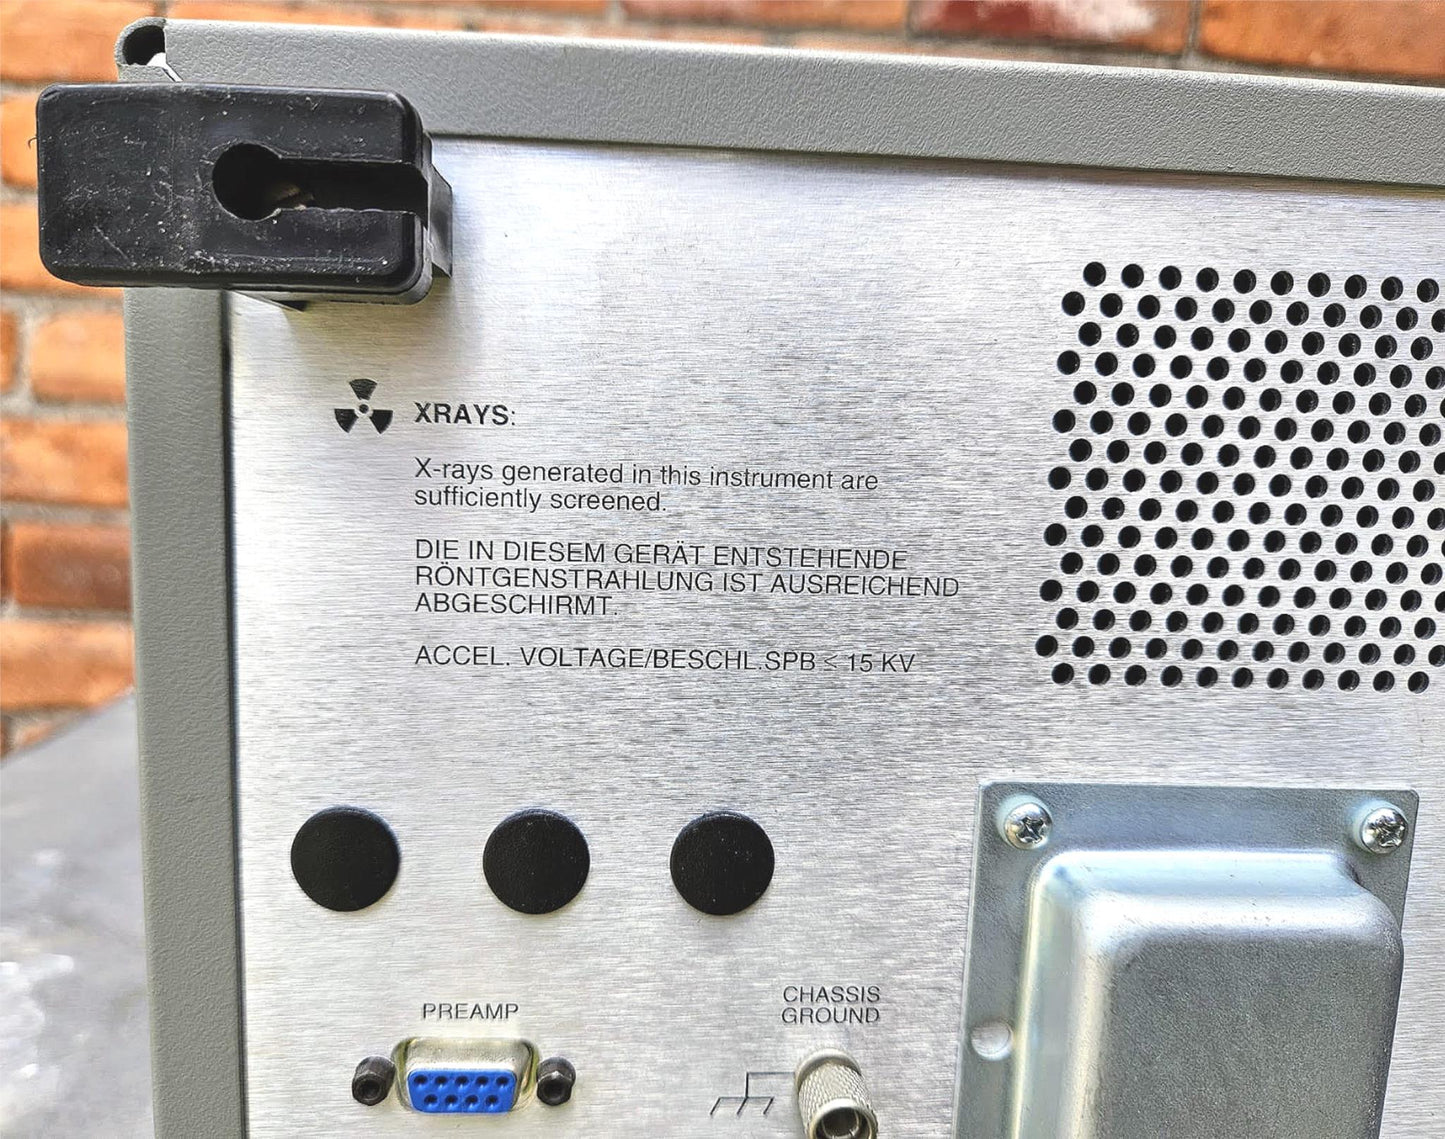 XRAYS:
X-rays generated in this instrument are
sufficiently screened.
DIE IN DIESEM GERÄT ENTSTEHENDE
RÖNTGENSTRAHLUNG IST AUSREICHEND
ABGESCHIRMT.
ACCEL. VOLTAGE/BESCHL.SPB ≤ 15 KV
PREAMP
CHASSIS
GROUND